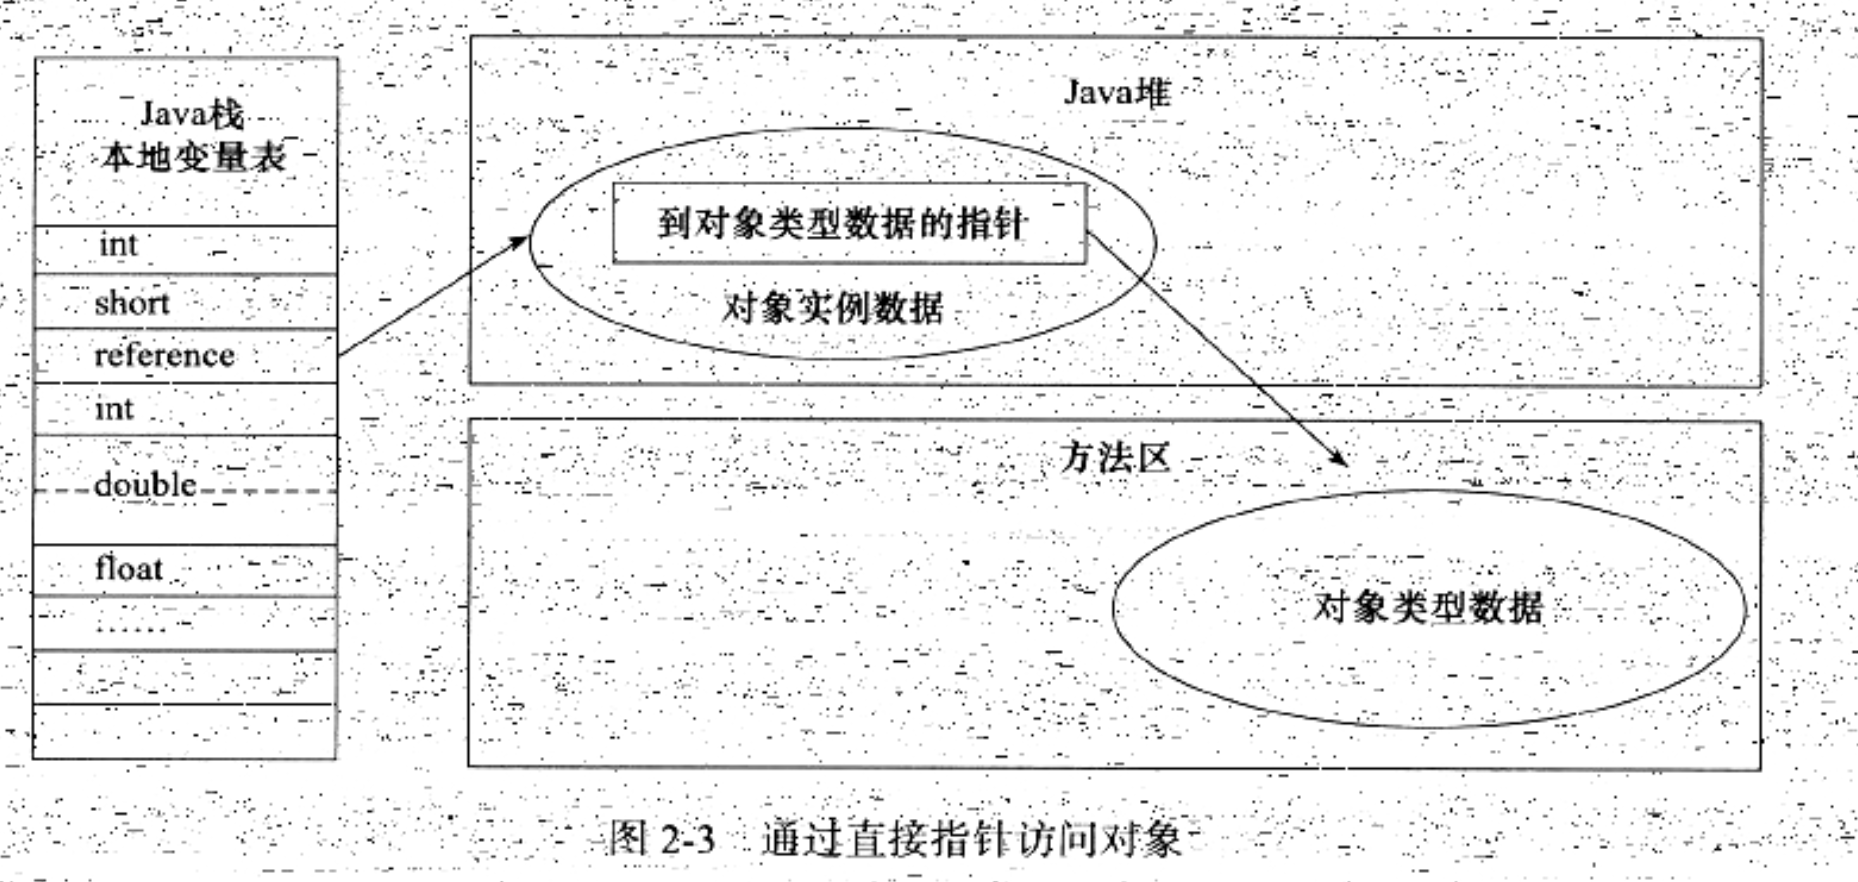 Java栈
本地变量表
int
short
reference
int
double
float
……
Java堆
到对象类型数据的指针
对象实例数据
方法区
对象类型数据
图 2-3 通过直接指针访问对象